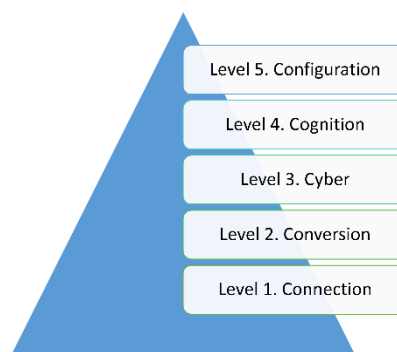 Level 5. Configuration
Level 4. Cognition
Level 3. Cyber
Level 2. Conversion
Level 1. Connection